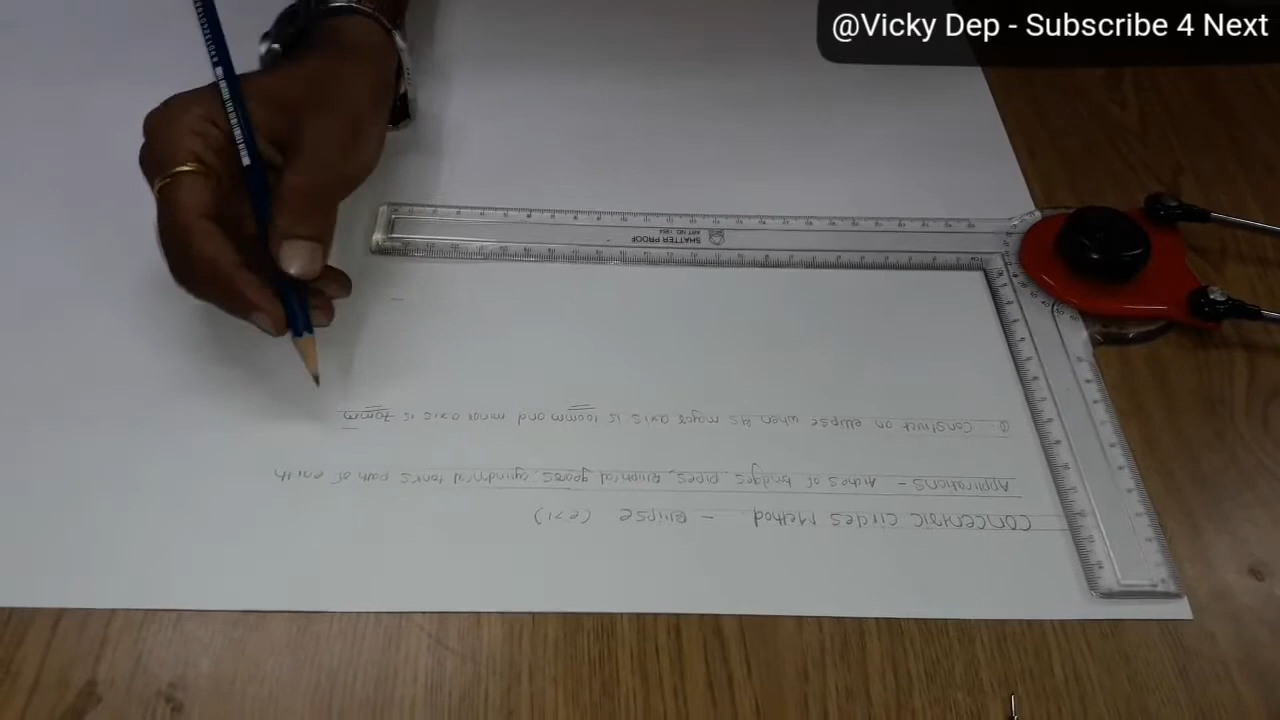 @Vicky Dep - Subscribe 4 Next
CONCENTRIC circles Method - Ellipse (e>1)
Applications - Arches of bridges, pipes, Elliptical gears, cylindrical tanks path of earth
Q. Construct an ellipse when its major axis is 100mm and minor axis is 70mm
SHATTER PROOF